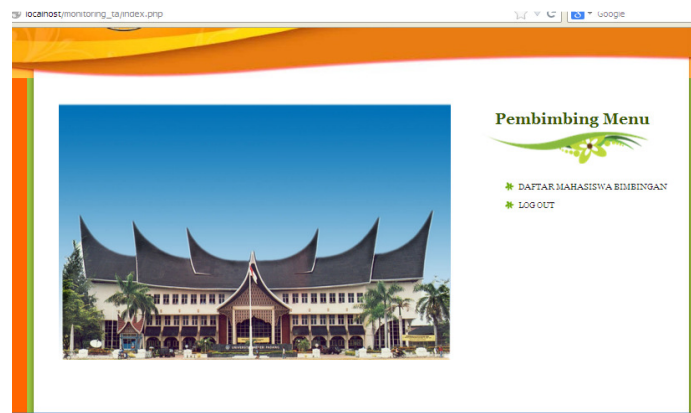 localhost/monitoring_ta/index.php
Google
Pembimbing Menu
DAFTAR MAHASISWA BIMBINGAN
LOG OUT